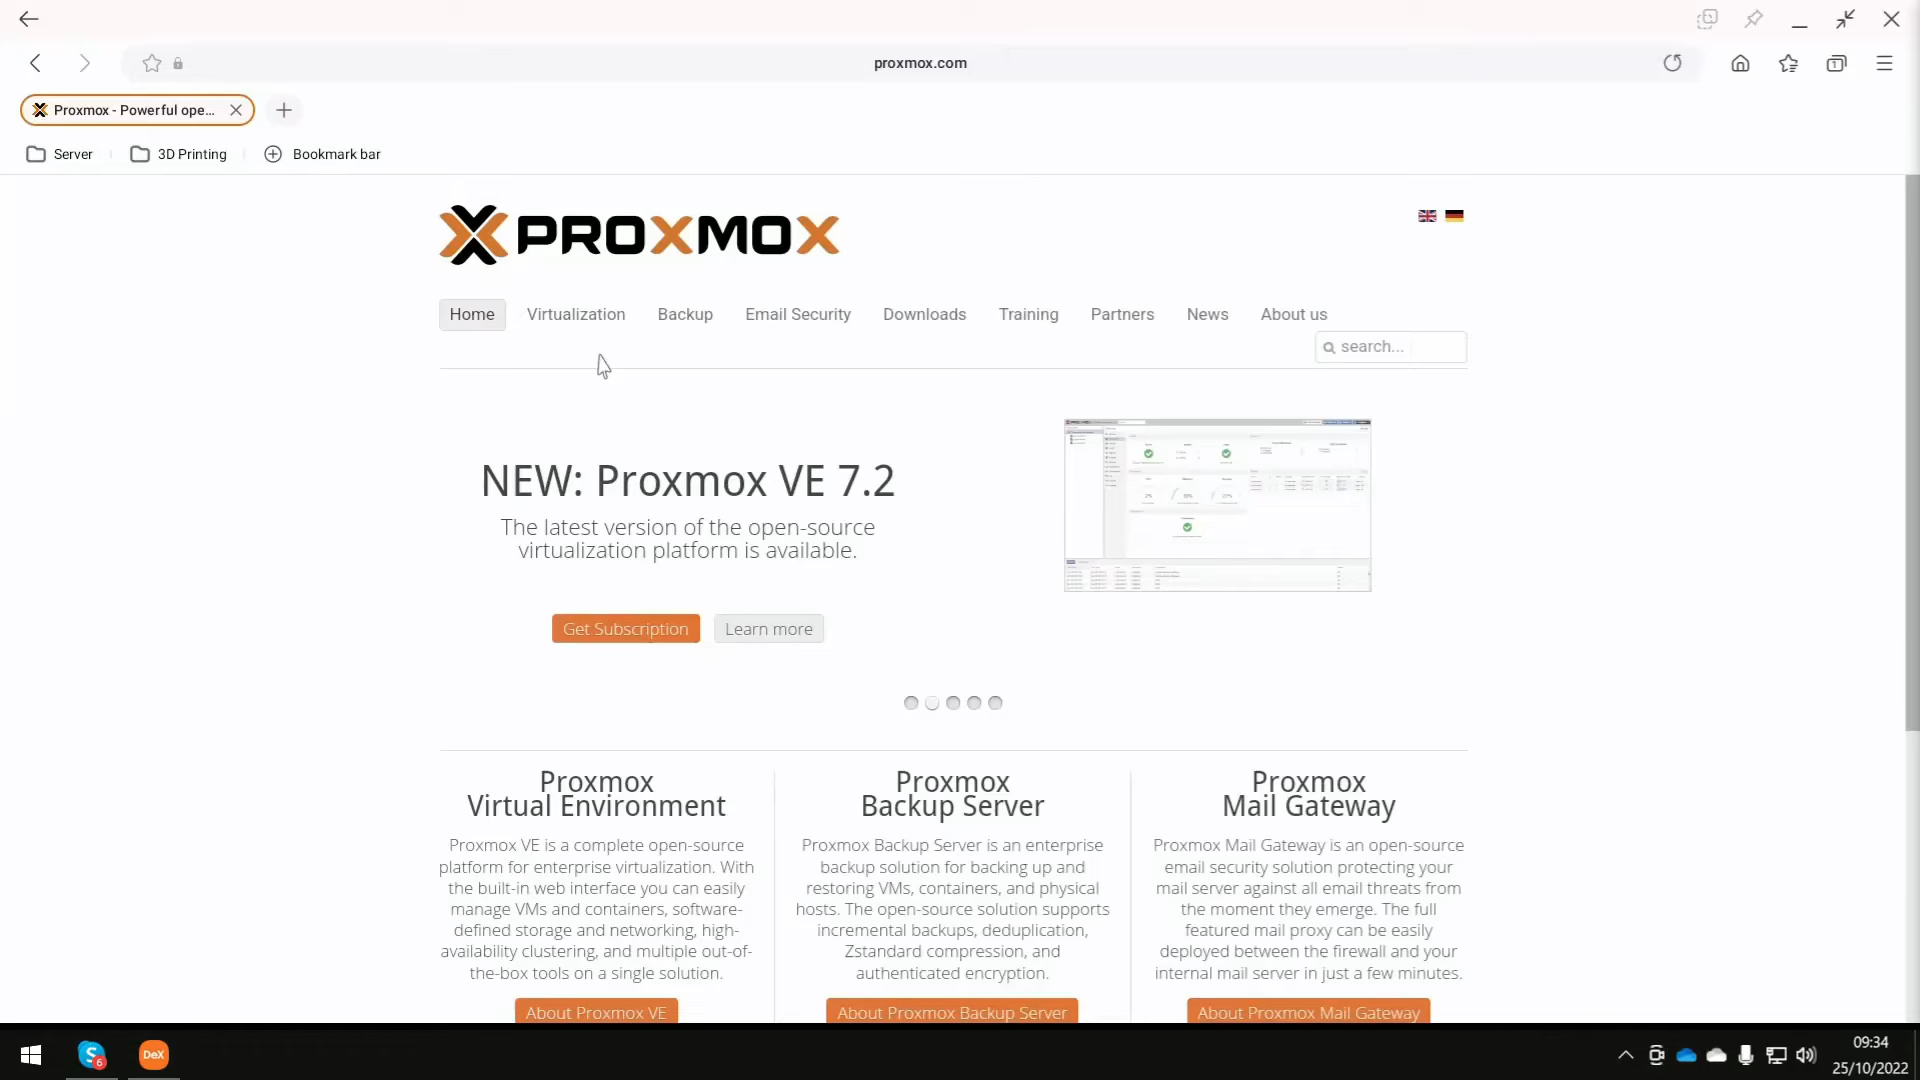 proxmox.com
Proxmox - Powerful ope...
Server
3D Printing
Bookmark bar
PROXMOX
Home Virtualization Backup Email Security Downloads Training Partners News About us
search...
NEW: Proxmox VE 7.2
The latest version of the open-source
virtualization platform is available.
Get Subscription
Learn more
Proxmox
Virtual Environment
Proxmox VE is a complete open-source
platform for enterprise virtualization. With
the built-in web interface you can easily
manage VMs and containers, software-
defined storage and networking, high-
availability clustering, and multiple out-of-
the-box tools on a single solution.
About Proxmox VE
Proxmox
Backup Server
Proxmox Backup Server is an enterprise
backup solution for backing up and
restoring VMs, containers, and physical
hosts. The open-source solution supports
incremental backups, deduplication,
Zstandard compression, and
authenticated encryption.
About Proxmox Backup Server
Proxmox
Mail Gateway
Proxmox Mail Gateway is an open-source
email security solution protecting your
mail server against all email threats from
the moment they emerge. The full
featured mail proxy can be easily
deployed between the firewall and your
internal mail server in just a few minutes.
About Proxmox Mail Gateway
S
6
DeX
09:34
25/10/2022